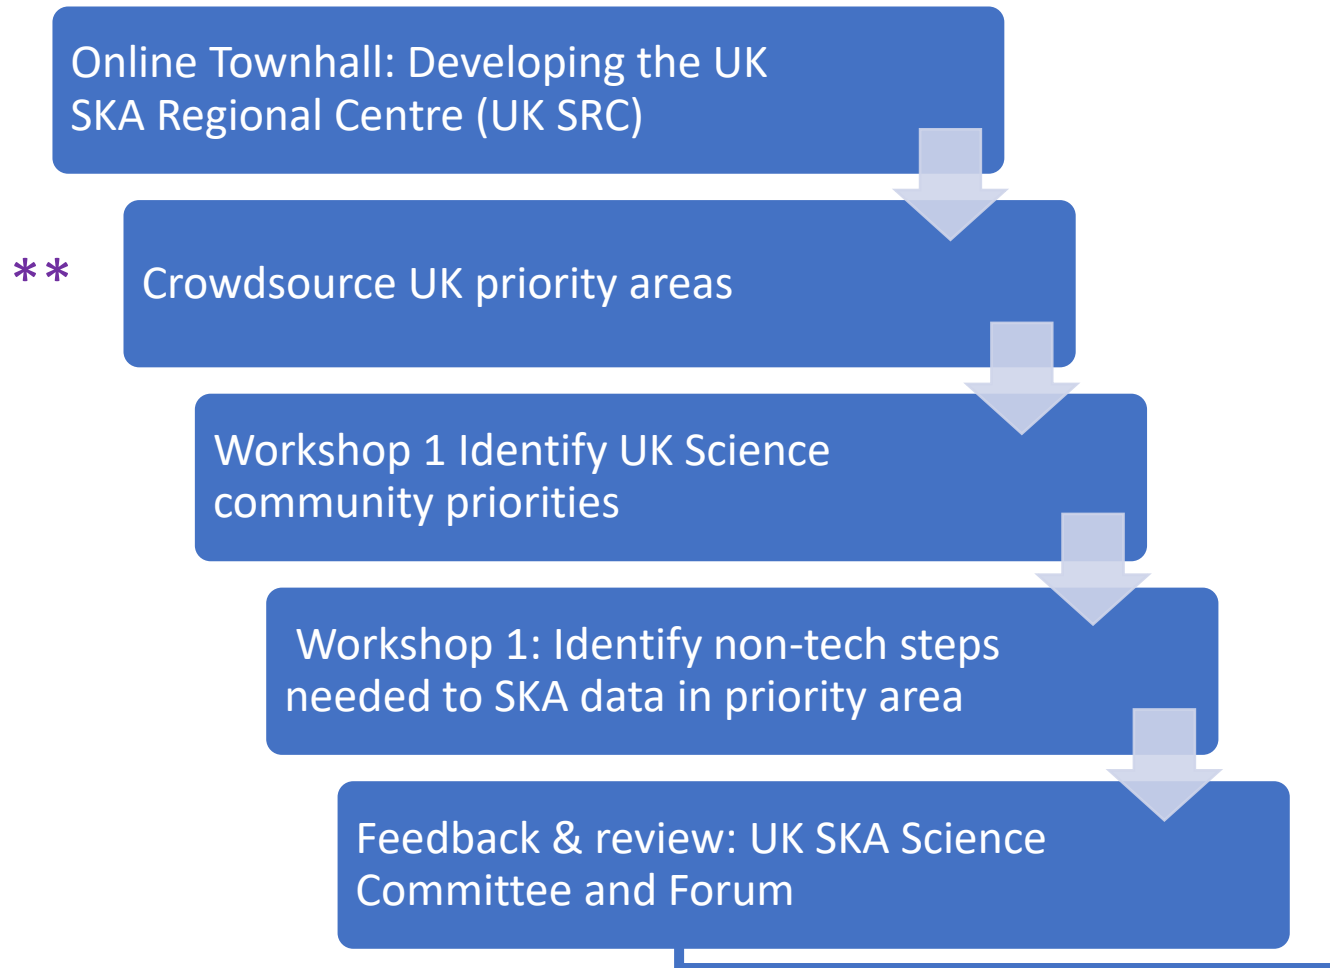 Online Townhall: Developing the UK
SKA Regional Centre (UK SRC)
**
Crowdsource UK priority areas
Workshop 1 Identify UK Science
community priorities
Workshop 1: Identify non-tech steps
needed to SKA data in priority area
Feedback & review: UK SKA Science
Committee and Forum